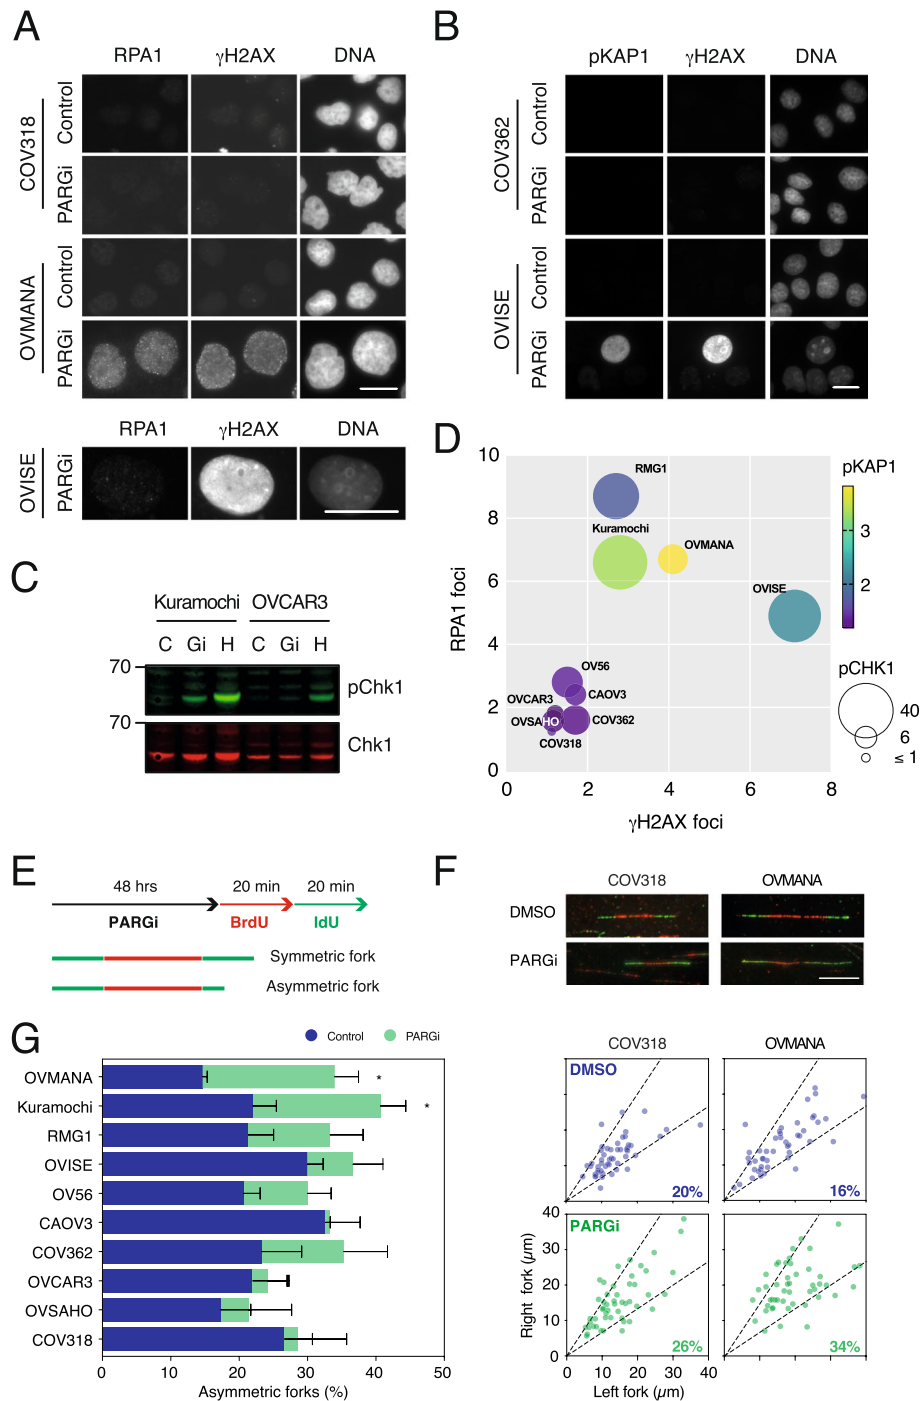 A
RPA1 γH2AX DNA
COV318
Control
PARGi
OVMANA
Control
PARGi
RPA1 γH2AX DNA
OVISE
PARGi
B
pKAP1 γH2AX DNA
COV362
Control
PARGi
OVISE
Control
PARGi
C
Kuramochi OVCAR3
C Gi H C Gi H
70
pChk1
70
Chk1
D
10
8
6
4
2
0
RPA1 foci
0 2 4 6 8
γH2AX foci
RMG1
Kuramochi
OVMANA
OVISE
OV56
CAOV3
OVCAR3
OVSAHO
COV362
COV318
pKAP1
3
2
pCHK1
40
6
≤ 1
E
48 hrs 20 min 20 min
PARGi BrdU IdU
Symmetric fork
Asymmetric fork
F
COV318 OVMANA
DMSO
PARGi
COV318 OVMANA
DMSO
20% 16%
PARGi
26% 34%
40
30
20
10
0
Right fork (μm)
0 10 20 30 40
Left fork (μm)
G
Control PARGi
OVMANA *
Kuramochi *
RMG1
OVISE
OV56
CAOV3
COV362
OVCAR3
OVSAHO
COV318
0 10 20 30 40 50
Asymmetric forks (%)